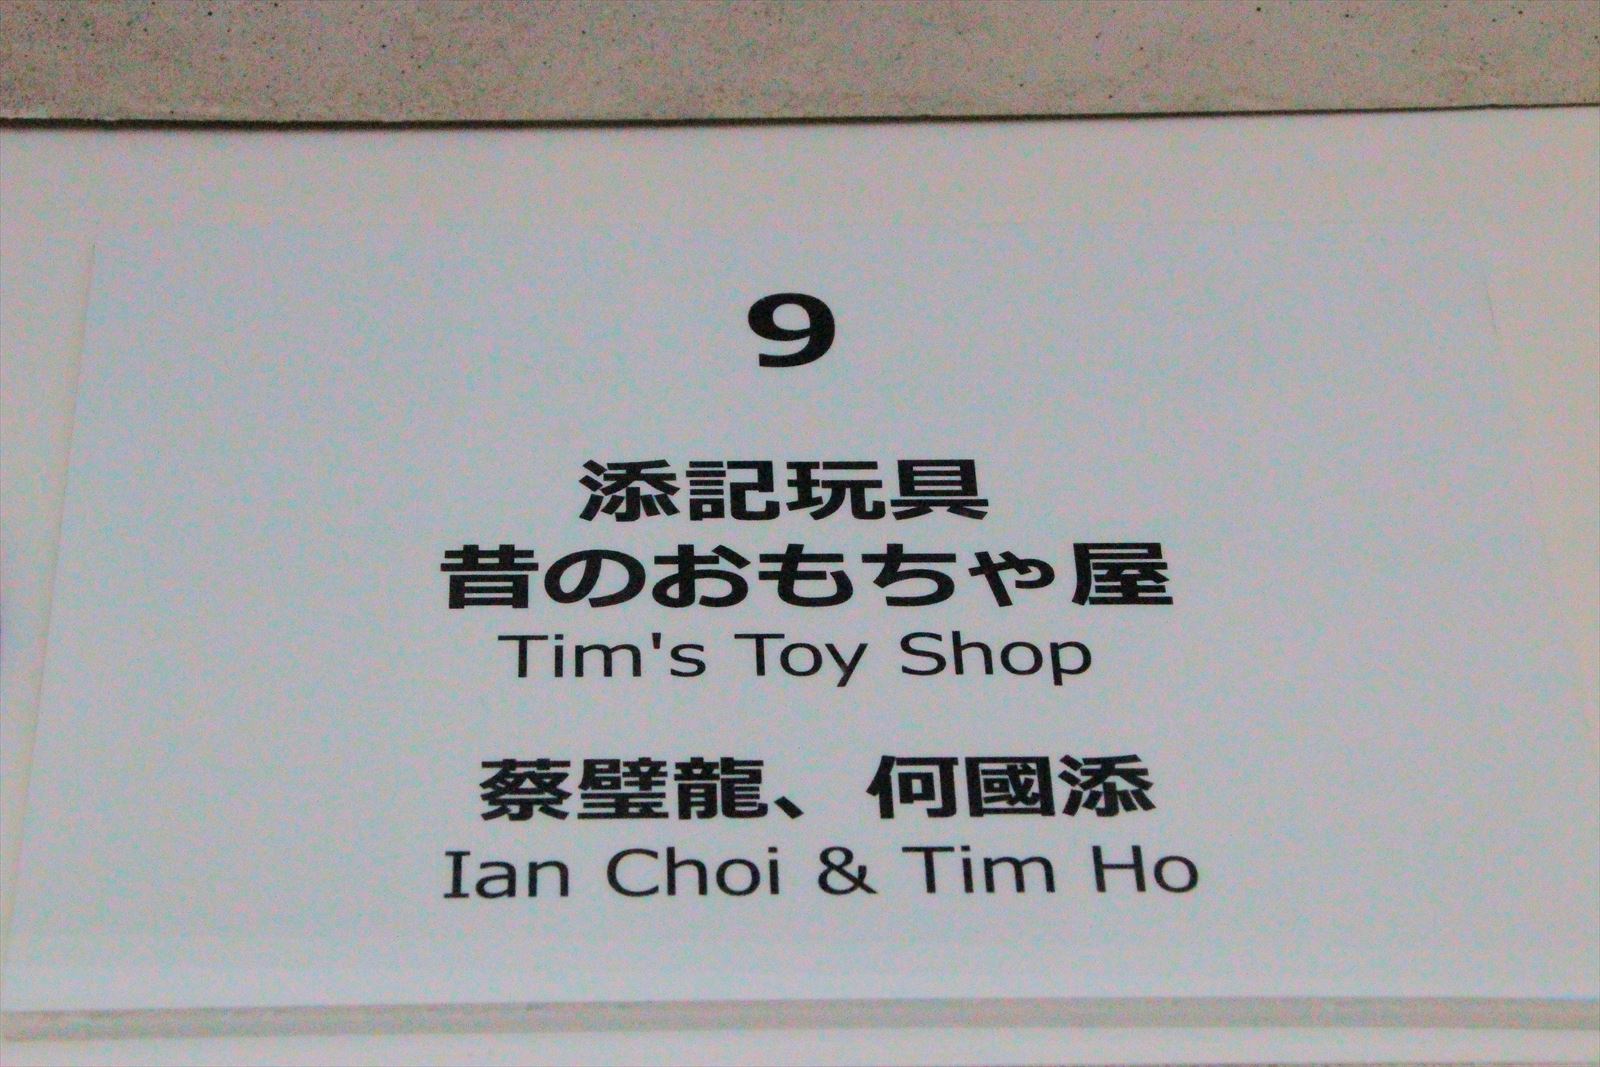 9
添記玩具
昔のおもちゃ屋
Tim's Toy Shop
蔡璧龍、何國添
Ian Choi & Tim Ho